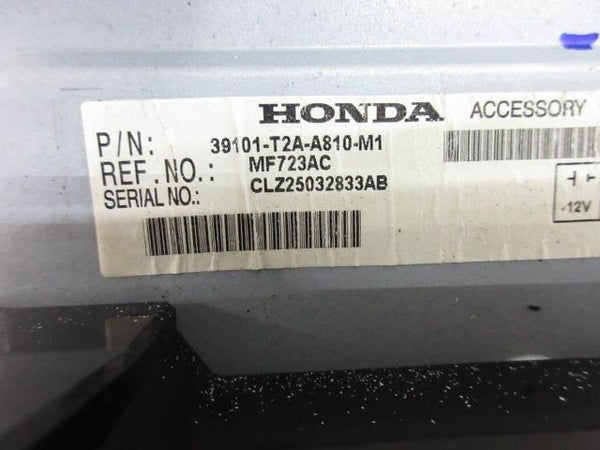 HONDA ACCESSORY
P/N: 39101-T2A-A810-M1
REF.NO.: MF723AC
SERIAL NO.: CLZ25032833AB
-12V